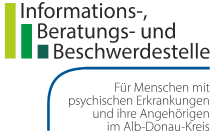 Informations-,
Beratungs- und
Beschwerdestelle
Für Menschen mit
psychischen Erkrankungen
und ihre Angehörigen
im Alb-Donau-Kreis